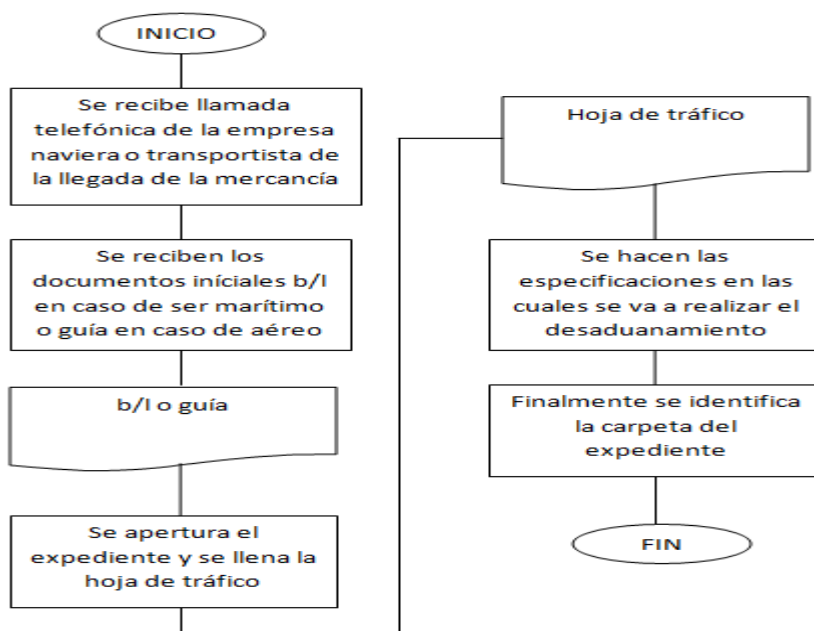 INICIO
Se recibe llamada
telefónica de la empresa
naviera o transportista de
la llegada de la mercancía
Se reciben los
documentos iníciales b/l
en caso de ser marítimo
o guía en caso de aéreo
b/l o guía
Se apertura el
expediente y se llena la
hoja de tráfico
Hoja de tráfico
Se hacen las
especificaciones en las
cuales se va a realizar el
desaduanamiento
Finalmente se identifica
la carpeta del
expediente
FIN